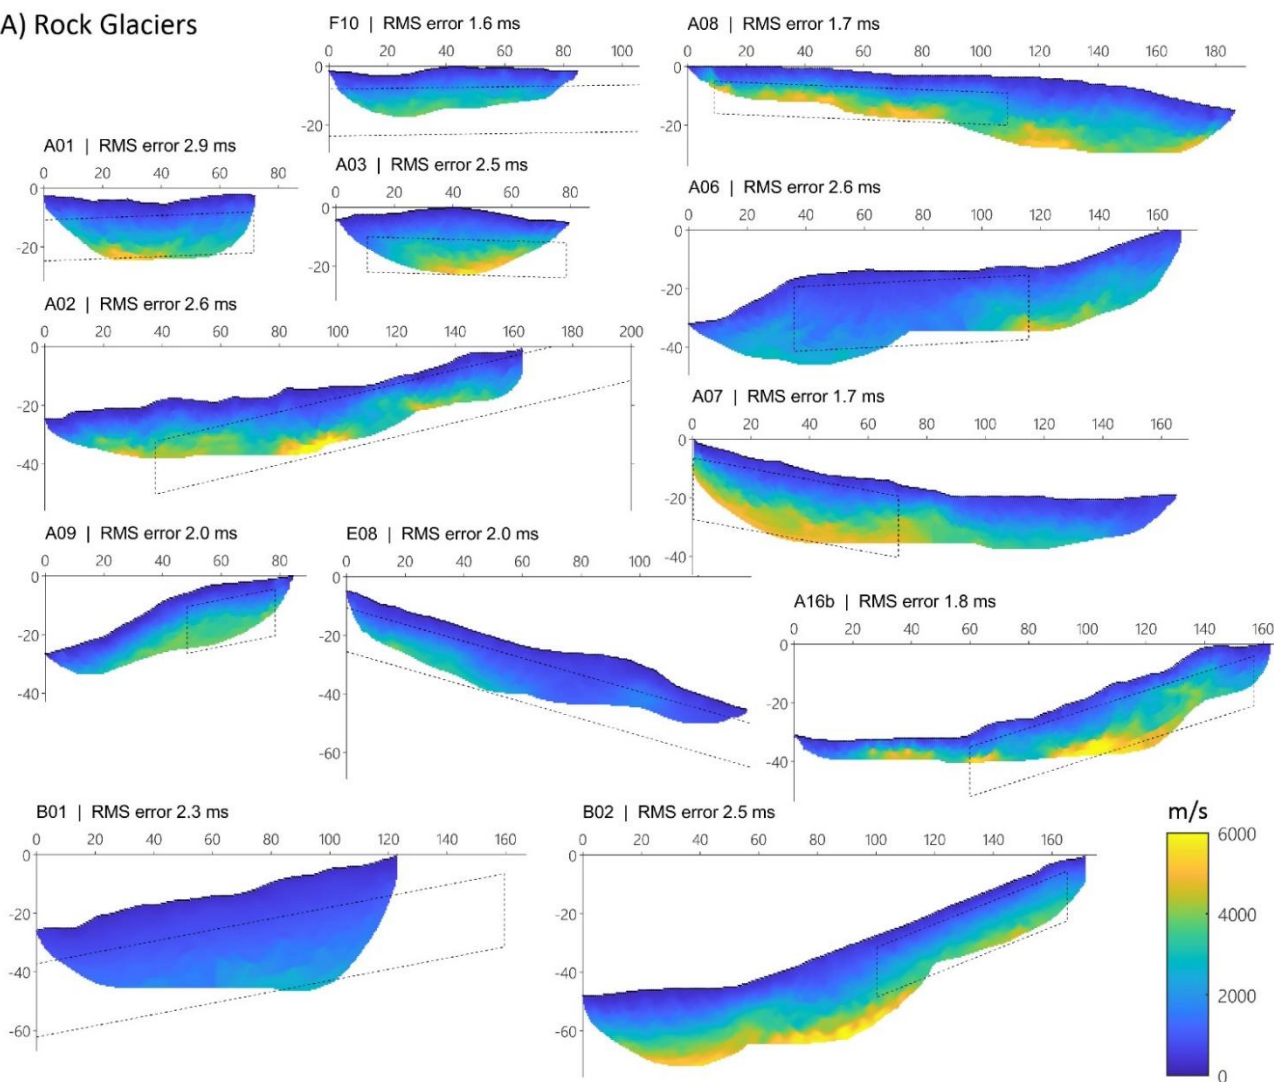 A) Rock Glaciers
F10 | RMS error 1.6 ms
0 20 40 60 80 100
0
-20
A08 | RMS error 1.7 ms
0 20 40 60 80 100 120 140 160 180
0
-20
A01 | RMS error 2.9 ms
0 20 40 60 80
0
-20
A03 | RMS error 2.5 ms
0 20 40 60 80
0
-20
A06 | RMS error 2.6 ms
0 20 40 60 80 100 120 140 160
0
-20
-40
A02 | RMS error 2.6 ms
0 20 40 60 80 100 120 140 160 180 200
0
-20
-40
A07 | RMS error 1.7 ms
0 20 40 60 80 100 120 140 160
0
-20
-40
A09 | RMS error 2.0 ms
0 20 40 60 80
0
-20
-40
E08 | RMS error 2.0 ms
0 20 40 60 80 100
0
-20
-40
-60
A16b | RMS error 1.8 ms
0 20 40 60 80 100 120 140 160
0
-20
-40
B01 | RMS error 2.3 ms
0 20 40 60 80 100 120 140 160
0
-20
-40
-60
B02 | RMS error 2.5 ms
0 20 40 60 80 100 120 140 160
0
-20
-40
-60
m/s
6000
4000
2000
0